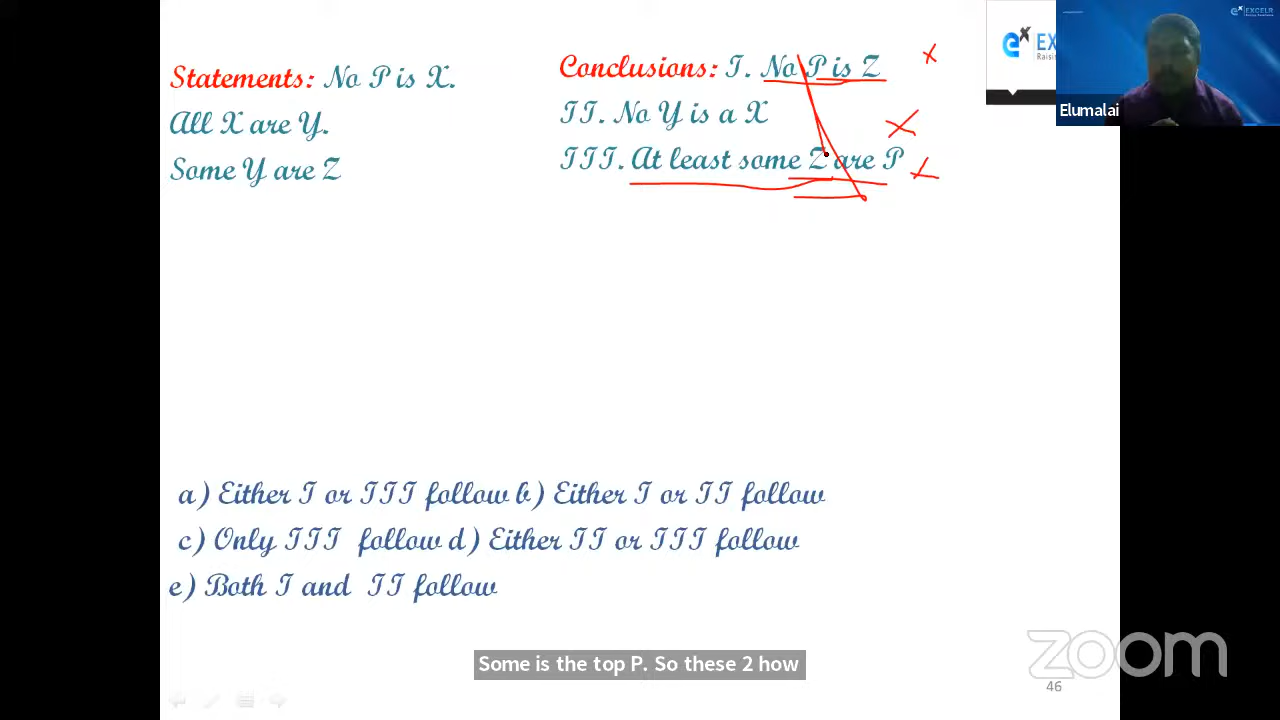 Statements: No P is X.
All X are Y.
Some Y are Z
Conclusions: I. No P is Z
II. No Y is a X
III. At least some Z are P
a) Either I or III follow b) Either I or II follow
c) Only III follow d) Either II or III follow
e) Both I and II follow
Some is the top P. So these 2 how
46
zoom
Elumalai
EXCELR